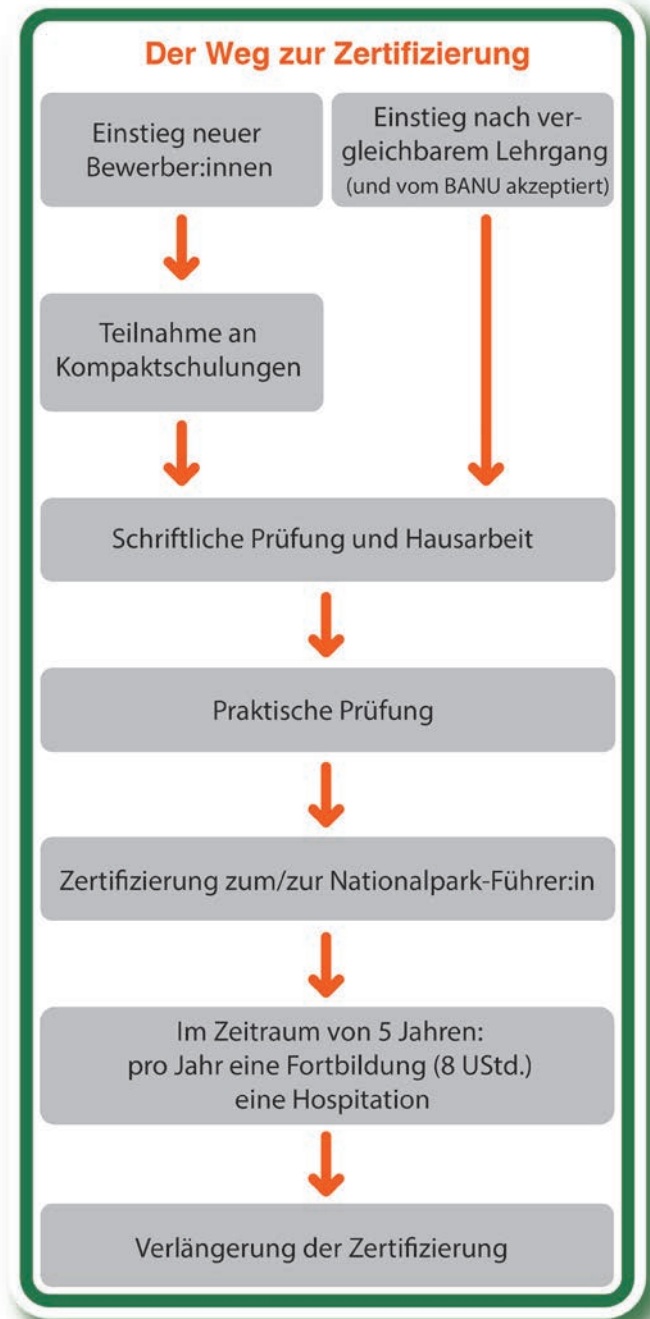 Der Weg zur Zertifizierung
Einstieg neuer
Bewerber:innen
Einstieg nach ver-
gleichbarem Lehrgang
(und vom BANU akzeptiert)
Teilnahme an
Kompaktschulungen
Schriftliche Prüfung und Hausarbeit
Praktische Prüfung
Zertifizierung zum/zur Nationalpark-Führer:in
Im Zeitraum von 5 Jahren:
pro Jahr eine Fortbildung (8 UStd.)
eine Hospitation
Verlängerung der Zertifizierung